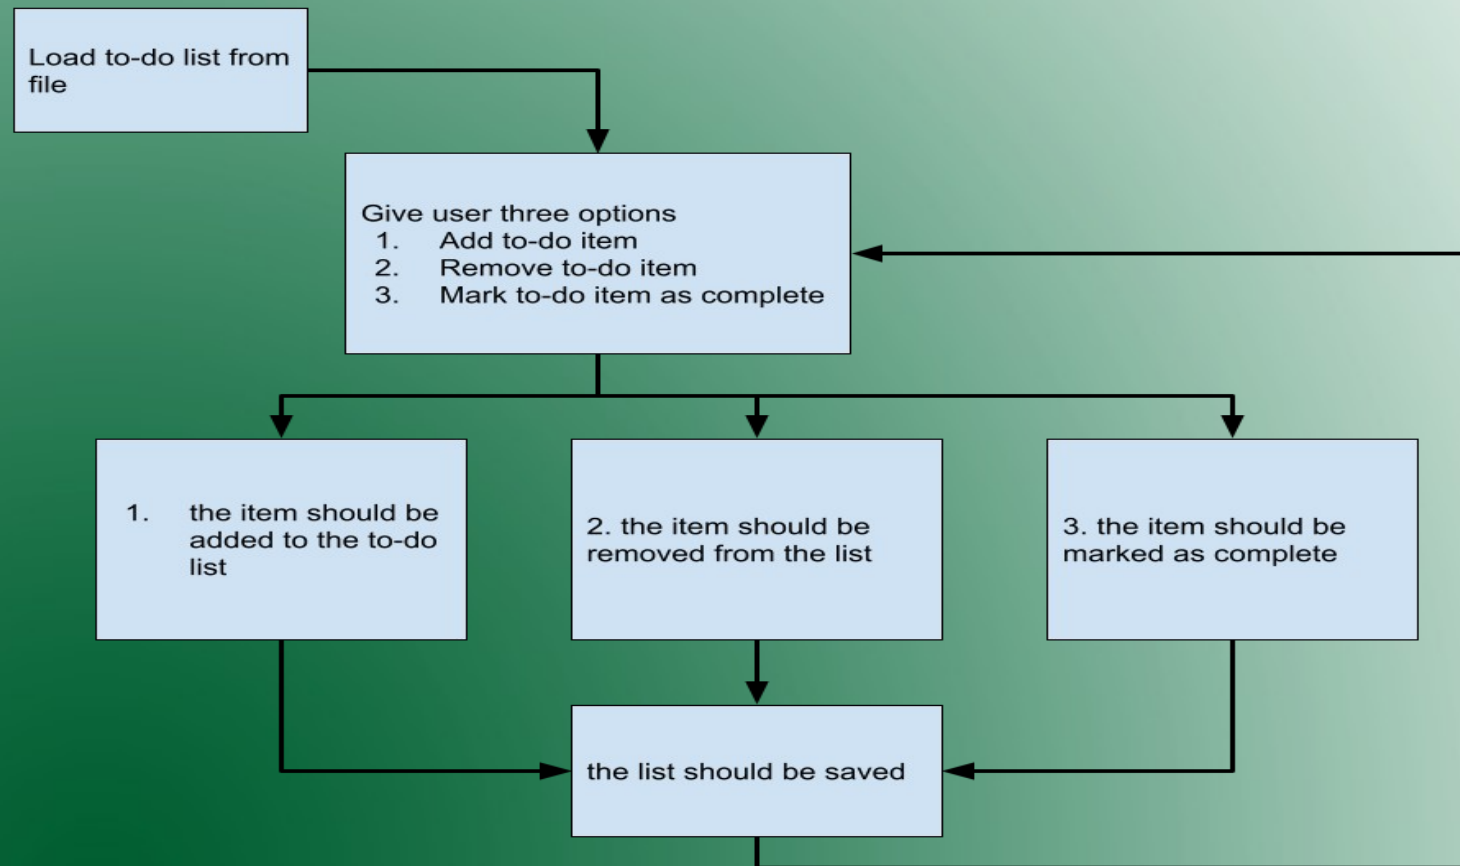 Load to-do list from
file
Give user three options
1. Add to-do item
2. Remove to-do item
3. Mark to-do item as complete
1. the item should be
added to the to-do
list
2. the item should be
removed from the list
3. the item should be
marked as complete
the list should be saved